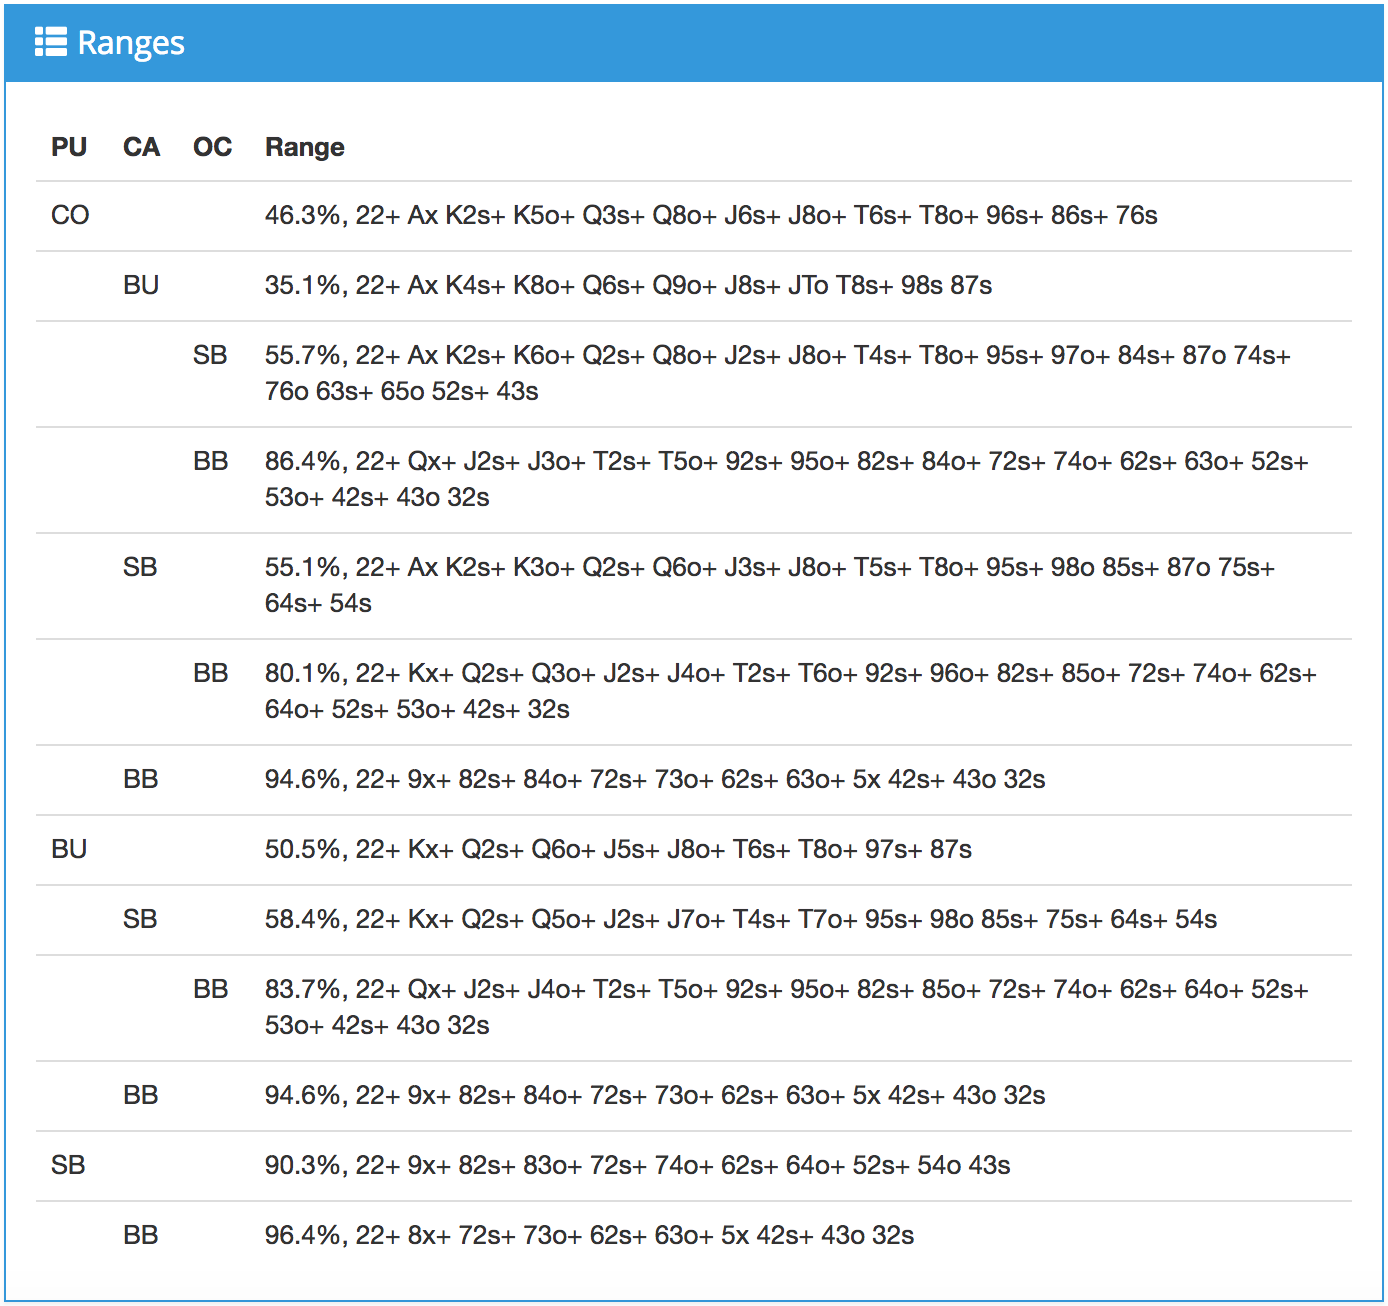 Ranges
PU CA OC Range
CO 46.3%, 22+ Ax K2s+ K5o+ Q3s+ Q8o+ J6s+ J8o+ T6s+ T8o+ 96s+ 86s+ 76s
BU 35.1%, 22+ Ax K4s+ K8o+ Q6s+ Q9o+ J8s+ JTo T8s+ 98s 87s
SB 55.7%, 22+ Ax K2s+ K6o+ Q2s+ Q8o+ J2s+ J8o+ T4s+ T8o+ 95s+ 97o+ 84s+ 87o 74s+
76o 63s+ 65o 52s+ 43s
BB 86.4%, 22+ Qx+ J2s+ J3o+ T2s+ T5o+ 92s+ 95o+ 82s+ 84o+ 72s+ 74o+ 62s+ 63o+ 52s+
53o+ 42s+ 43o 32s
SB 55.1%, 22+ Ax K2s+ K3o+ Q2s+ Q6o+ J3s+ J8o+ T5s+ T8o+ 95s+ 98o 85s+ 87o 75s+
64s+ 54s
BB 80.1%, 22+ Kx+ Q2s+ Q3o+ J2s+ J4o+ T2s+ T6o+ 92s+ 96o+ 82s+ 85o+ 72s+ 74o+ 62s+
64o+ 52s+ 53o+ 42s+ 32s
BB 94.6%, 22+ 9x+ 82s+ 84o+ 72s+ 73o+ 62s+ 63o+ 5x 42s+ 43o 32s
BU 50.5%, 22+ Kx+ Q2s+ Q6o+ J5s+ J8o+ T6s+ T8o+ 97s+ 87s
SB 58.4%, 22+ Kx+ Q2s+ Q5o+ J2s+ J7o+ T4s+ T7o+ 95s+ 98o 85s+ 75s+ 64s+ 54s
BB 83.7%, 22+ Qx+ J2s+ J4o+ T2s+ T5o+ 92s+ 95o+ 82s+ 85o+ 72s+ 74o+ 62s+ 64o+ 52s+
53o+ 42s+ 43o 32s
BB 94.6%, 22+ 9x+ 82s+ 84o+ 72s+ 73o+ 62s+ 63o+ 5x 42s+ 43o 32s
SB 90.3%, 22+ 9x+ 82s+ 83o+ 72s+ 74o+ 62s+ 64o+ 52s+ 54o 43s
BB 96.4%, 22+ 8x+ 72s+ 73o+ 62s+ 63o+ 5x 42s+ 43o 32s